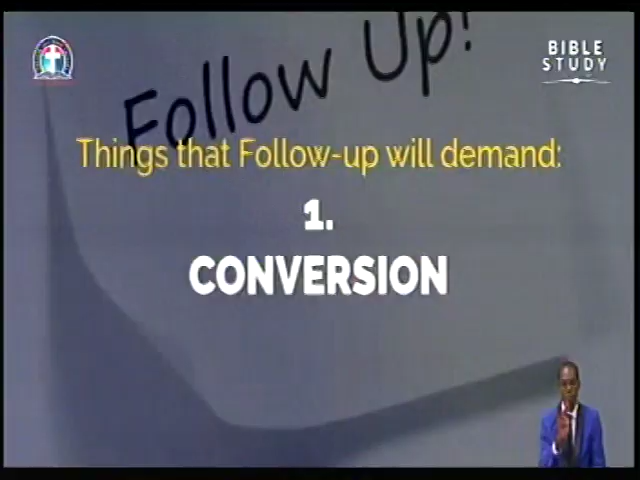 Follow Up!
BIBLE
STUDY
Things that Follow-up will demand:
1.
CONVERSION